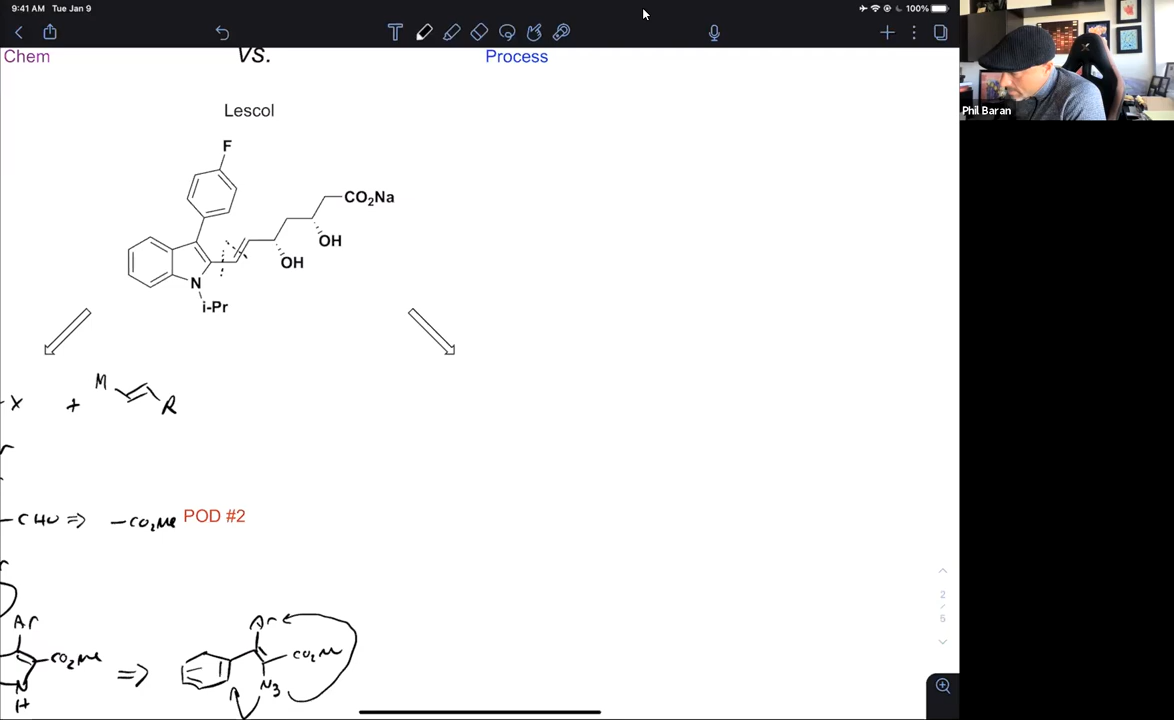 9:41 AM Tue Jan 9
100%
Chem
vs.
Process
Lescol
F
CO₂Na
OH
OH
N
i-Pr
M
X
+
R
CHO ⇒ -CO₂Me POD #2
Ar
CO₂Me
N
H
⇒
Ar
CO₂Me
N₃
2
/
5
Phil Baran